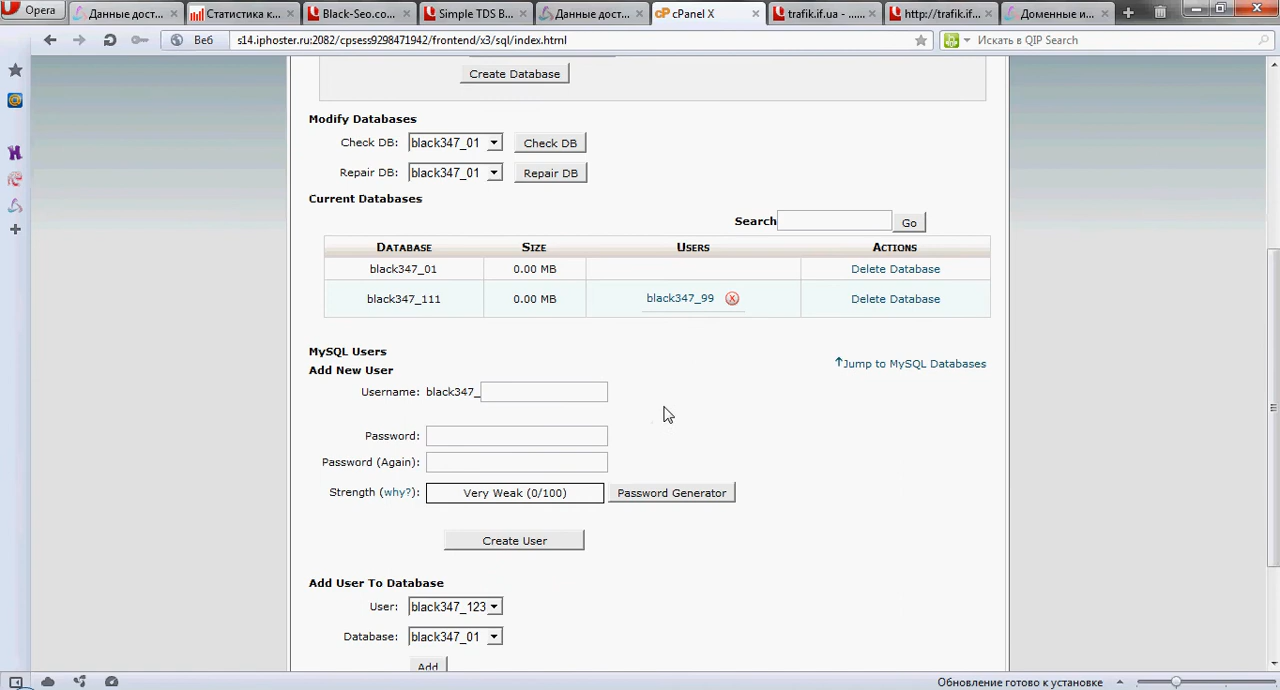 Opera
Данные дост...
Статистика к...
Black-Seo.co...
Simple TDS B...
Данные дост...
cPanel X
trafik.if.ua - ......
http://trafik.if...
Доменные и...
Веб
s14.iphoster.ru:2082/cpsess9298471942/frontend/x3/sql/index.html
Искать в QIP Search
Create Database
Modify Databases
Check DB: black347_01 Check DB
Repair DB: black347_01 Repair DB
Current Databases
Search Go
DATABASE SIZE USERS ACTIONS
black347_01 0.00 MB Delete Database
black347_111 0.00 MB black347_99 Delete Database
MySQL Users
Jump to MySQL Databases
Add New User
Username: black347_
Password:
Password (Again):
Strength (why?): Very Weak (0/100) Password Generator
Create User
Add User To Database
User: black347_123
Database: black347_01
Add
Обновление готово к установке